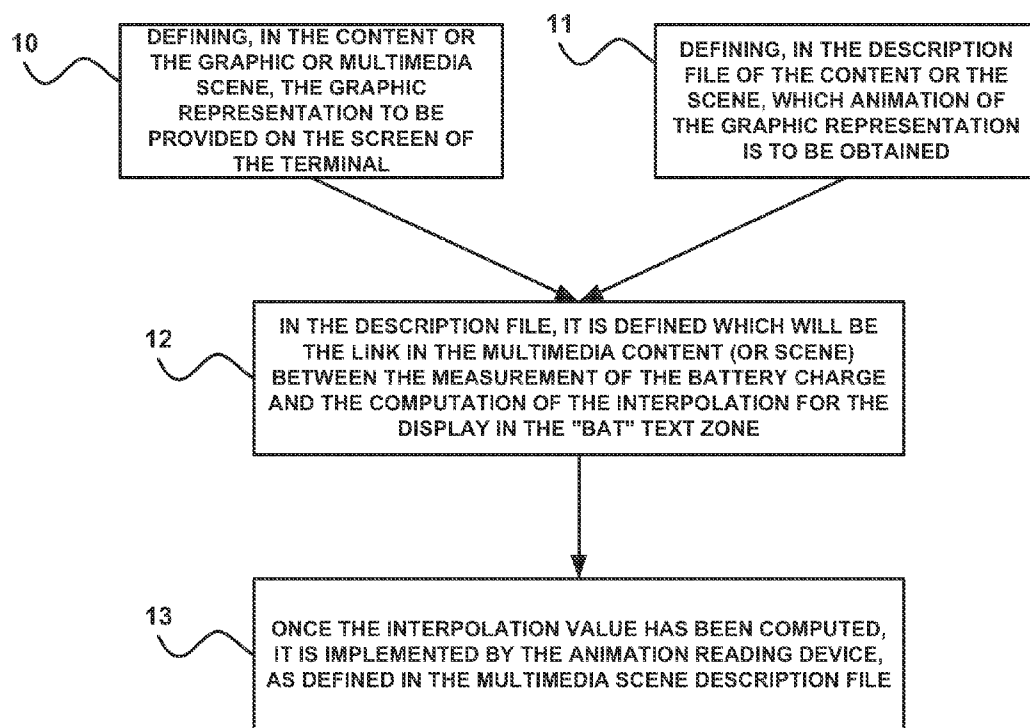 10
DEFINING, IN THE CONTENT OR
THE GRAPHIC OR MULTIMEDIA
SCENE, THE GRAPHIC
REPRESENTATION TO BE
PROVIDED ON THE SCREEN OF
THE TERMINAL
11
DEFINING, IN THE DESCRIPTION
FILE OF THE CONTENT OR THE
SCENE, WHICH ANIMATION OF
THE GRAPHIC REPRESENTATION
IS TO BE OBTAINED
12
IN THE DESCRIPTION FILE, IT IS DEFINED WHICH WILL BE
THE LINK IN THE MULTIMEDIA CONTENT (OR SCENE)
BETWEEN THE MEASUREMENT OF THE BATTERY CHARGE
AND THE COMPUTATION OF THE INTERPOLATION FOR THE
DISPLAY IN THE "BAT" TEXT ZONE
13
ONCE THE INTERPOLATION VALUE HAS BEEN COMPUTED,
IT IS IMPLEMENTED BY THE ANIMATION READING DEVICE,
AS DEFINED IN THE MULTIMEDIA SCENE DESCRIPTION FILE